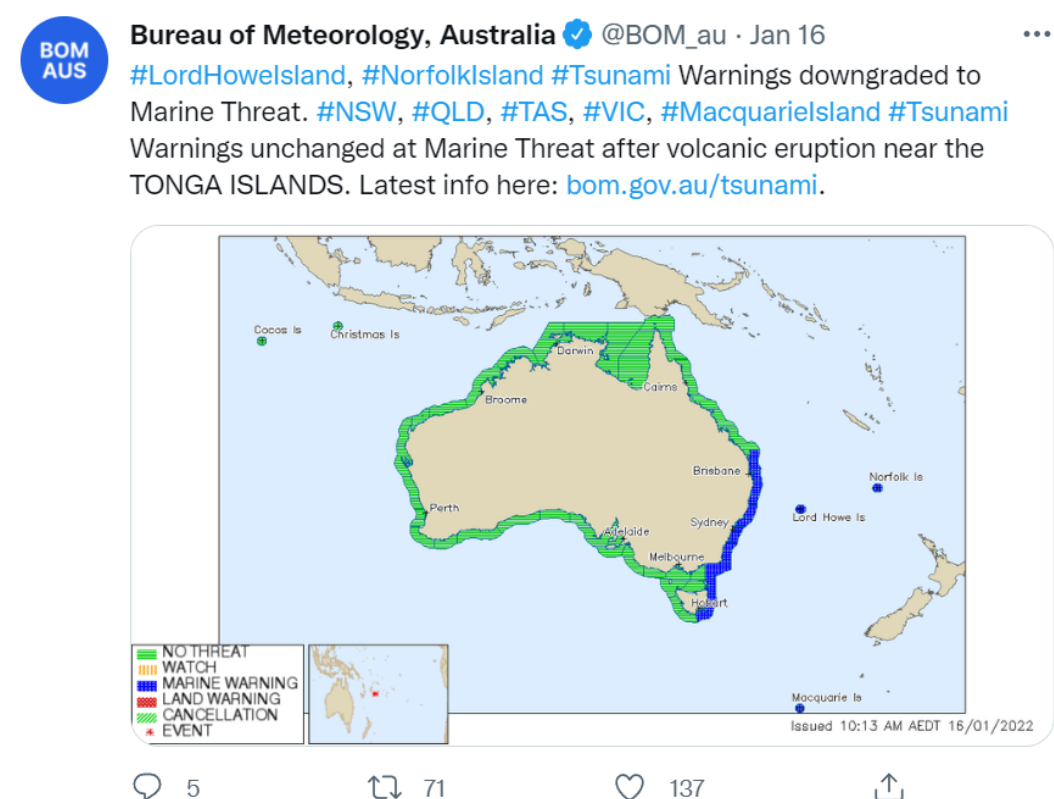 BOM
AUS
Bureau of Meteorology, Australia @BOM_au · Jan 16
#LordHoweIsland, #NorfolkIsland #Tsunami Warnings downgraded to
Marine Threat. #NSW, #QLD, #TAS, #VIC, #MacquarieIsland #Tsunami
Warnings unchanged at Marine Threat after volcanic eruption near the
TONGA ISLANDS. Latest info here: bom.gov.au/tsunami.
Cocos Is
Christmas Is
Darwin
Cairns
Broome
Brisbane
Norfolk Is
Perth
Lord Howe Is
Sydney
Adelaide
Melbourne
Hobart
NO THREAT
WATCH
MARINE WARNING
LAND WARNING
CANCELLATION
EVENT
Macquarie Is
Issued 10:13 AM AEDT 16/01/2022
5 71 137